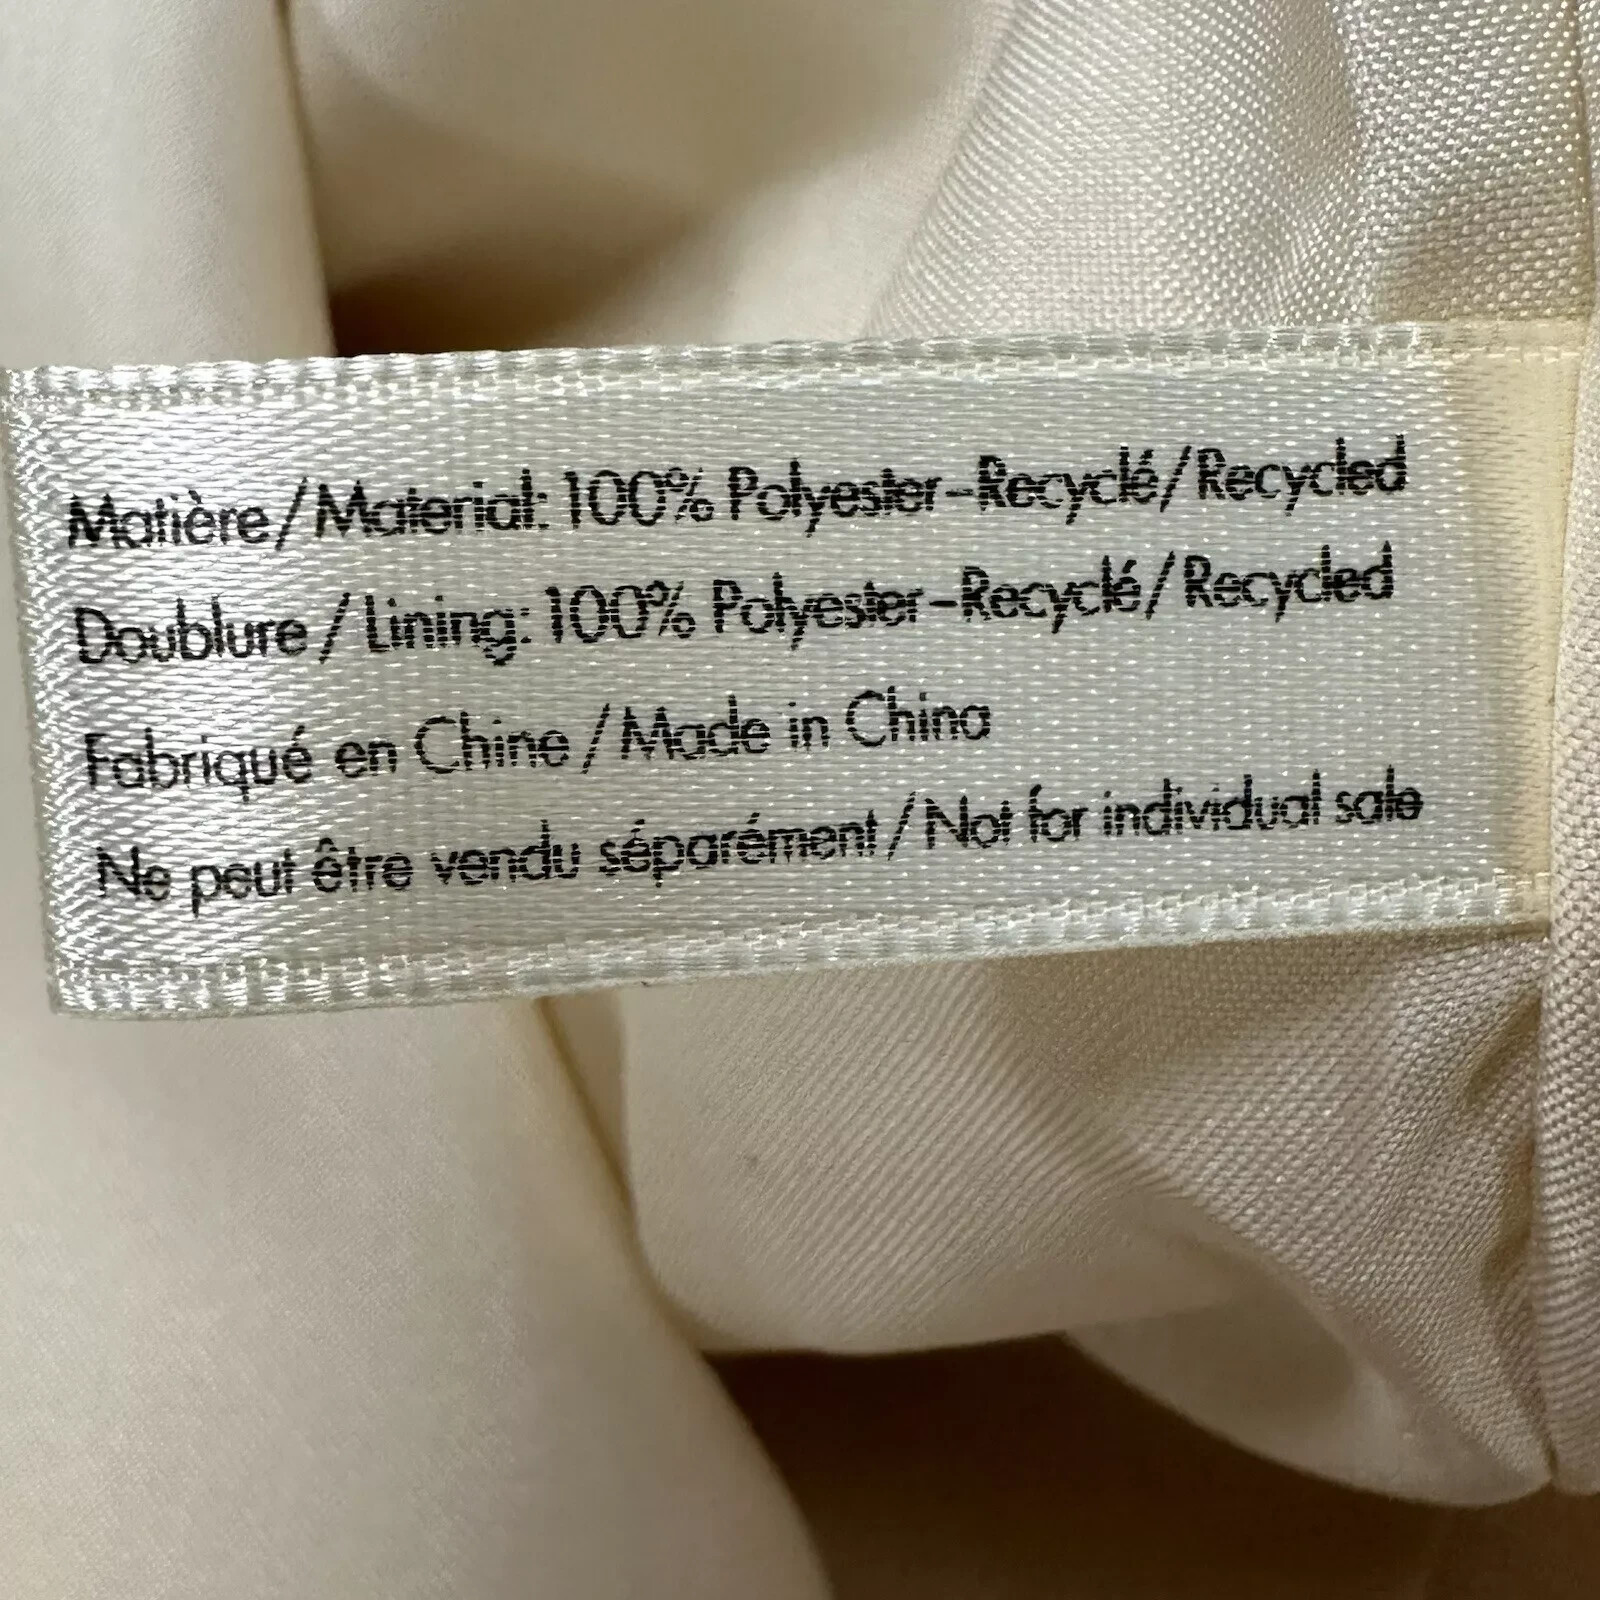 Matière/Material: 100% Polyester-Recyclé/Recycled
Doublure/Lining: 100% Polyester-Recyclé/Recycled
Fabriqué en Chine/Made in China
Ne peut être vendu séparément/Not for individual sale